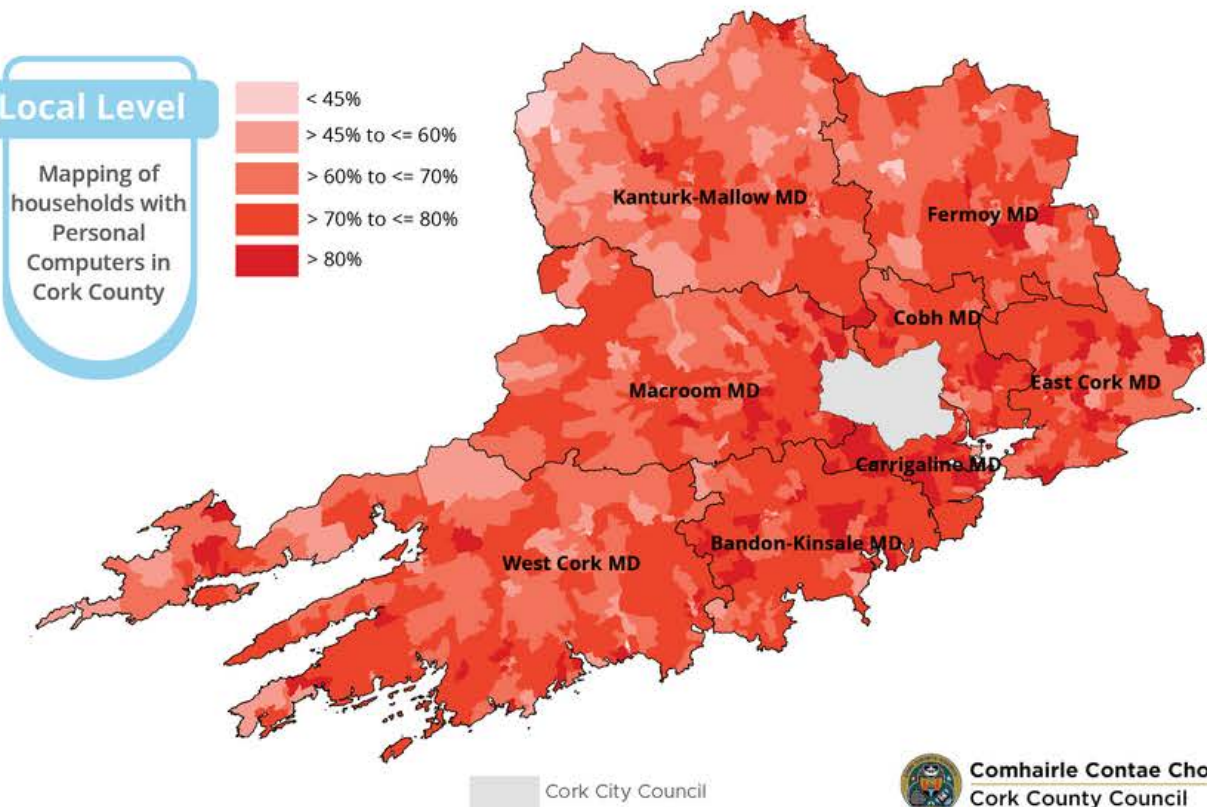 Local Level
Mapping of
households with
Personal
Computers in
Cork County
< 45%
> 45% to <= 60%
> 60% to <= 70%
> 70% to <= 80%
> 80%
Kanturk-Mallow MD
Fermoy MD
Cobh MD
Macroom MD
East Cork MD
Carrigaline MD
Bandon-Kinsale MD
West Cork MD
Cork City Council
Comhairle Contae Cho
Cork County Council